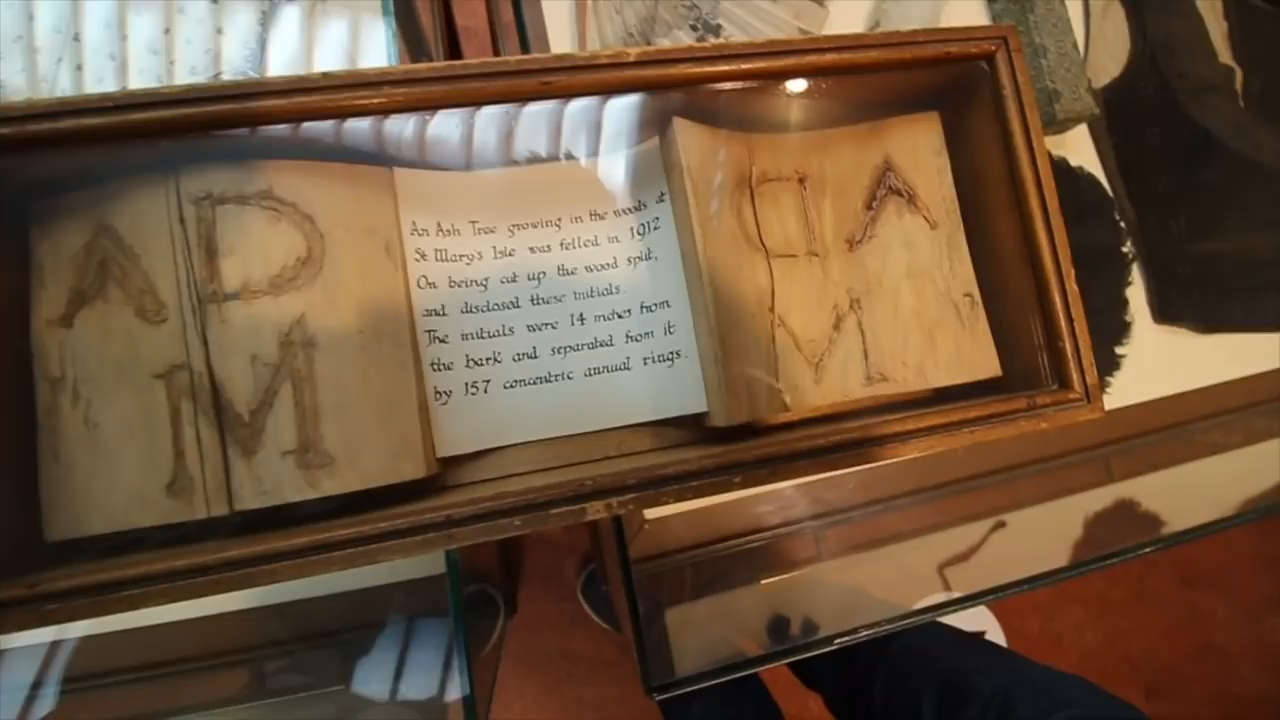 AD
M
An Ash Tree growing in the woods at
St Mary's Isle was felled in 1912
On being cut up, the wood split,
and disclosed these initials.
The initials were 14 inches from
the bark and separated from it
by 157 concentric annual rings.